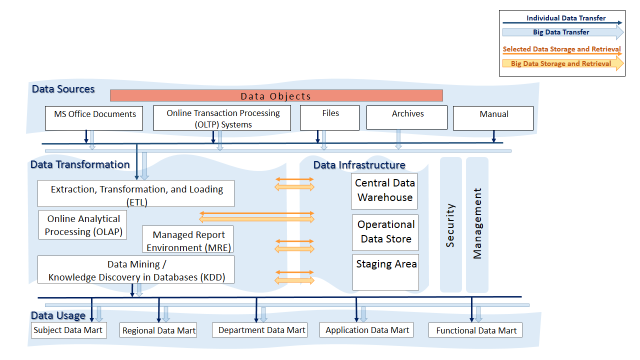 Individual Data Transfer
Big Data Transfer
Selected Data Storage and Retrieval
Big Data Storage and Retrieval
Data Sources
Data Objects
MS Office Documents
Online Transaction Processing
(OLTP) Systems
Files
Archives
Manual
Data Transformation
Data Infrastructure
Extraction, Transformation, and Loading
(ETL)
Online Analytical
Processing (OLAP)
Managed Report
Environment (MRE)
Data Mining /
Knowledge Discovery in Databases (KDD)
Central Data
Warehouse
Operational
Data Store
Staging Area
Security
Management
Data Usage
Subject Data Mart
Regional Data Mart
Department Data Mart
Application Data Mart
Functional Data Mart